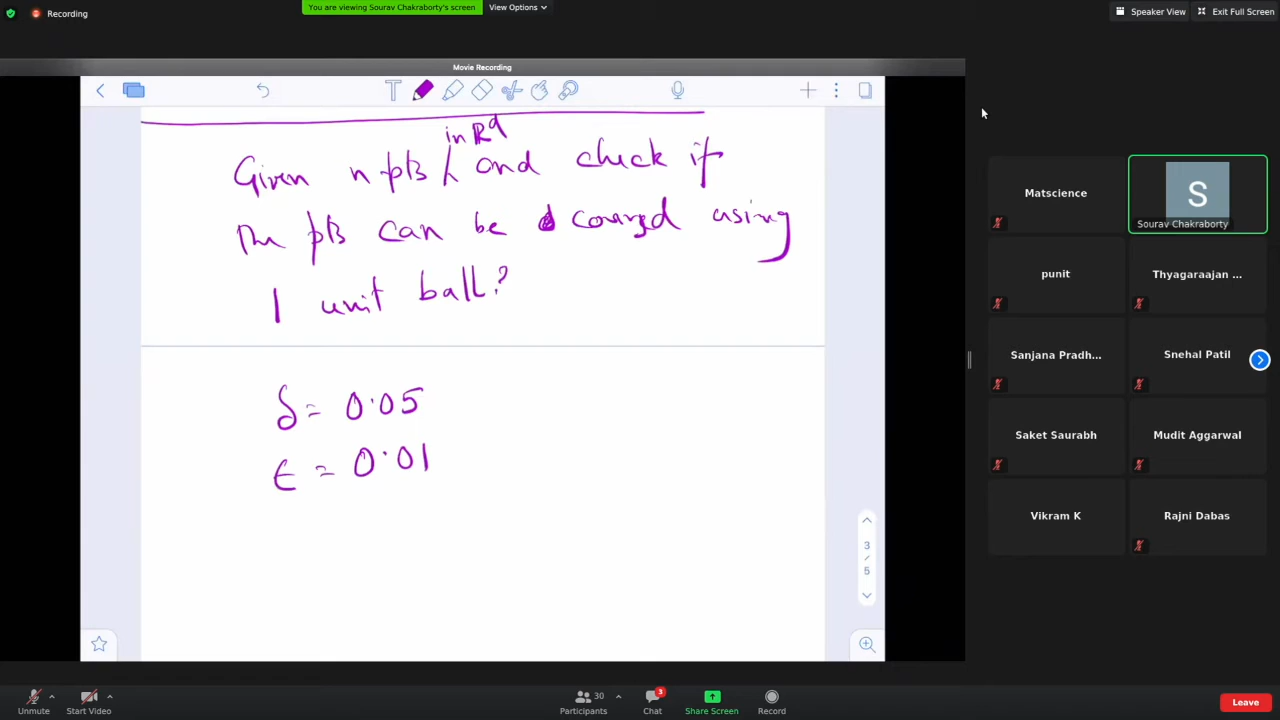 Recording
You are viewing Sourav Chakraborty's screen
View Options
Speaker View
Exit Full Screen
Movie Recording
in R^d
Given n pts and check if
the pts can be covered using
1 unit ball?
δ = 0.05
ε = 0.01
3
/
5
Matscience
S
Sourav Chakraborty
punit
Thyagaraajan ...
Sanjana Pradh...
Snehal Patil
Saket Saurabh
Mudit Aggarwal
Vikram K
Rajni Dabas
Unmute
Start Video
30
Participants
3
Chat
Share Screen
Record
Leave